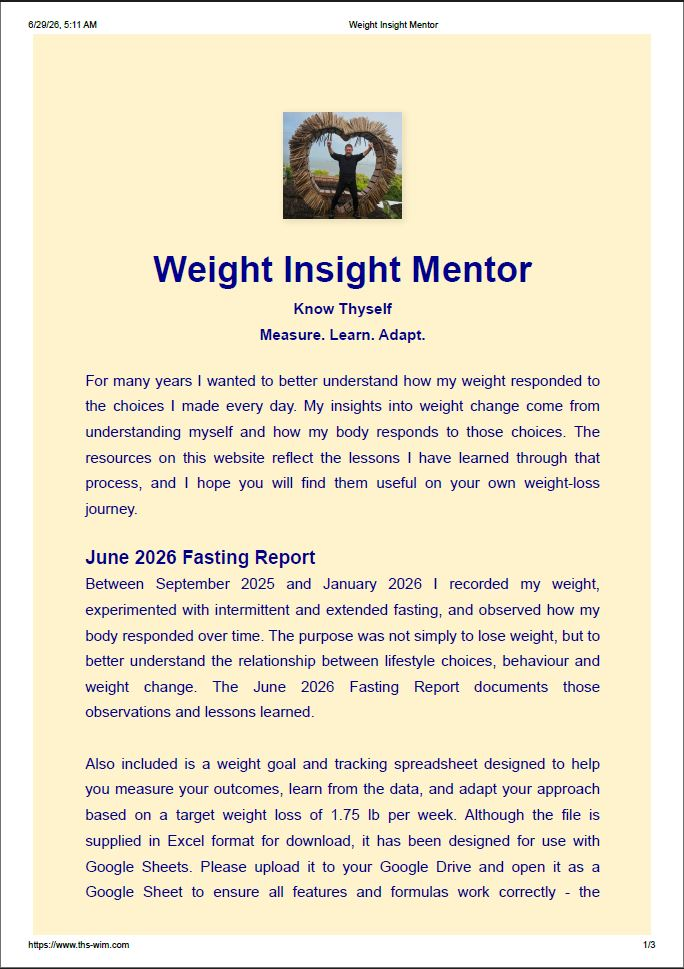 6/29/26, 5:11 AM
Weight Insight Mentor
Weight Insight Mentor
Know Thyself
Measure. Learn. Adapt.
For many years I wanted to better understand how my weight responded to
the choices I made every day. My insights into weight change come from
understanding myself and how my body responds to those choices. The
resources on this website reflect the lessons I have learned through that
process, and I hope you will find them useful on your own weight-loss
journey.
June 2026 Fasting Report
Between September 2025 and January 2026 I recorded my weight,
experimented with intermittent and extended fasting, and observed how my
body responded over time. The purpose was not simply to lose weight, but to
better understand the relationship between lifestyle choices, behaviour and
weight change. The June 2026 Fasting Report documents those
observations and lessons learned.
Also included is a weight goal and tracking spreadsheet designed to help
you measure your outcomes, learn from the data, and adapt your approach
based on a target weight loss of 1.75 lb per week. Although the file is
supplied in Excel format for download, it has been designed for use with
Google Sheets. Please upload it to your Google Drive and open it as a
Google Sheet to ensure all features and formulas work correctly - the
https://www.ths-wim.com
1/3